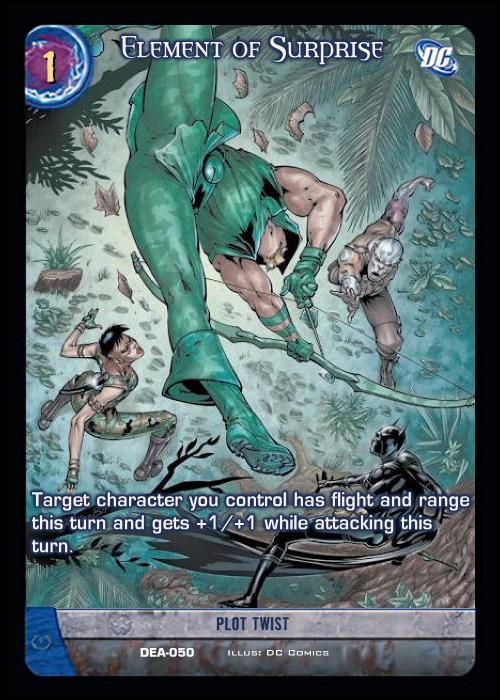 1
Element of Surprise
DC
Target character you control has flight and range
this turn and gets +1/+1 while attacking this
turn.
PLOT TWIST
DEA-050 Illus: DC Comics